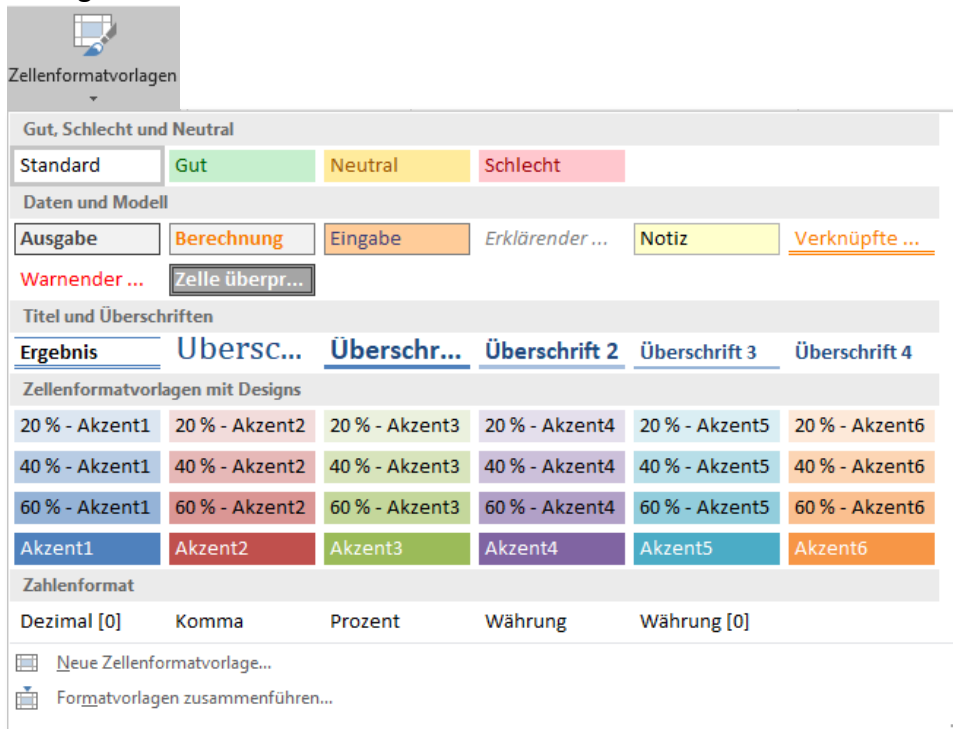 Zellenformatvorlagen
Gut, Schlecht und Neutral
Standard Gut Neutral Schlecht
Daten und Modell
Ausgabe Berechnung Eingabe Erklärender ... Notiz Verknüpfte ...
Warnender ... Zelle überpr...
Titel und Überschriften
Ergebnis Übersc... Überschr... Überschrift 2 Überschrift 3 Überschrift 4
Zellenformatvorlagen mit Designs
20 % - Akzent1 20 % - Akzent2 20 % - Akzent3 20 % - Akzent4 20 % - Akzent5 20 % - Akzent6
40 % - Akzent1 40 % - Akzent2 40 % - Akzent3 40 % - Akzent4 40 % - Akzent5 40 % - Akzent6
60 % - Akzent1 60 % - Akzent2 60 % - Akzent3 60 % - Akzent4 60 % - Akzent5 60 % - Akzent6
Akzent1 Akzent2 Akzent3 Akzent4 Akzent5 Akzent6
Zahlenformat
Dezimal [0] Komma Prozent Währung Währung [0]
Neue Zellenformatvorlage...
Formatvorlagen zusammenführen...